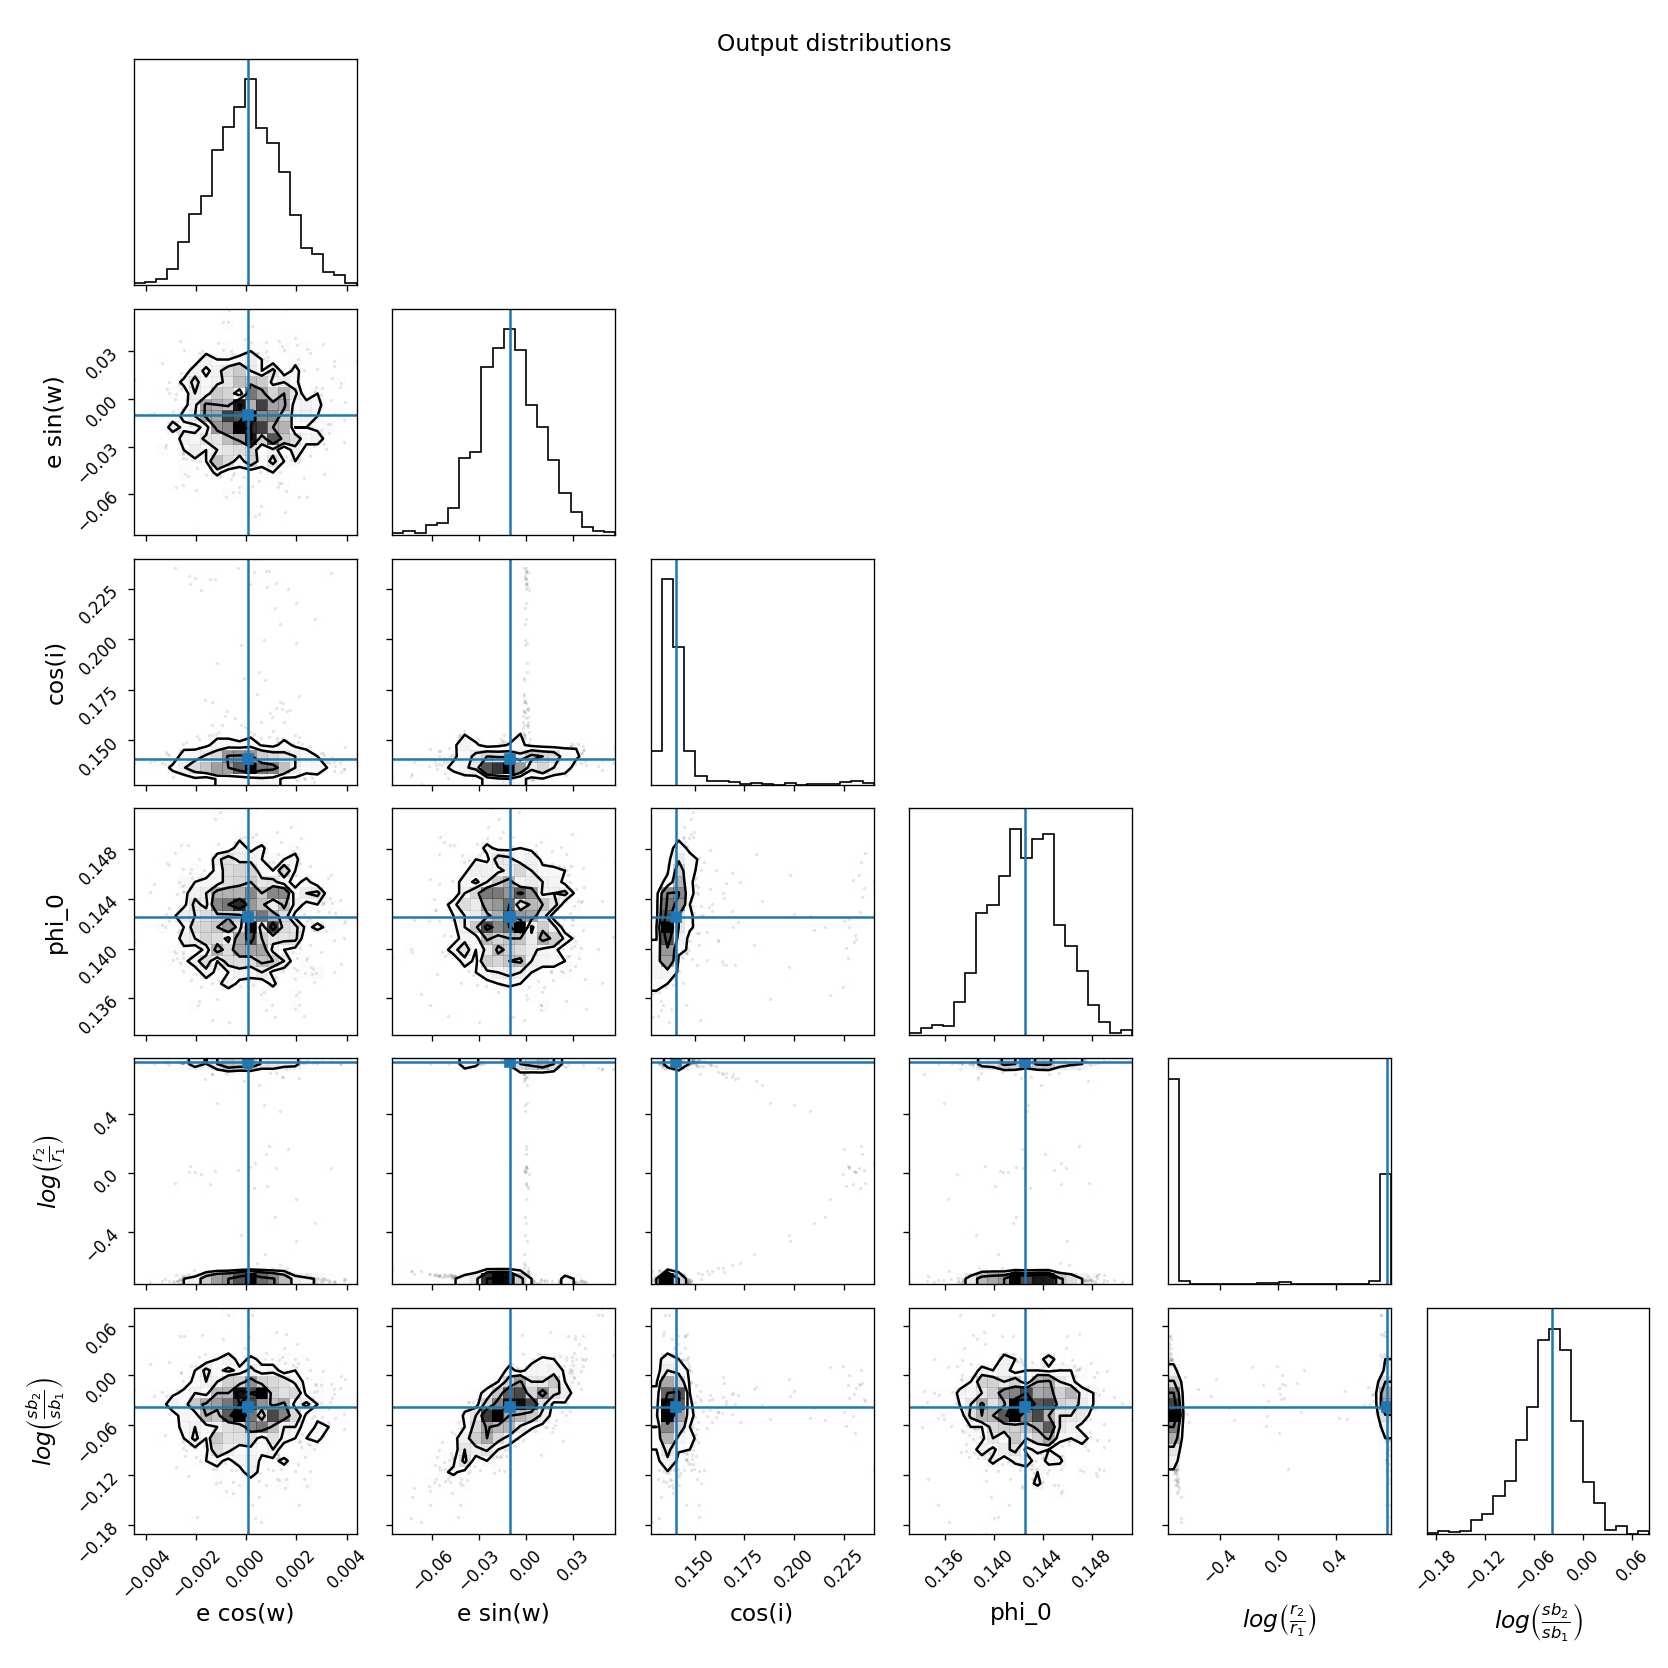 Output distributions
e sin(w)
0.03
0.00
−0.03
−0.06
cos(i)
0.225
0.200
0.175
0.150
phi_0
0.148
0.144
0.140
0.136
log(r2/r1)
0.4
0.0
−0.4
log(sb2/sb1)
0.06
0.00
−0.06
−0.12
−0.18
−0.004 −0.002 0.000 0.002 0.004
−0.06 −0.03 0.00 0.03
0.150 0.175 0.200 0.225
0.136 0.140 0.144 0.148
−0.4 0.0 0.4
−0.18 −0.12 −0.06 0.00 0.06
e cos(w)
e sin(w)
cos(i)
phi_0
log(r2/r1)
log(sb2/sb1)